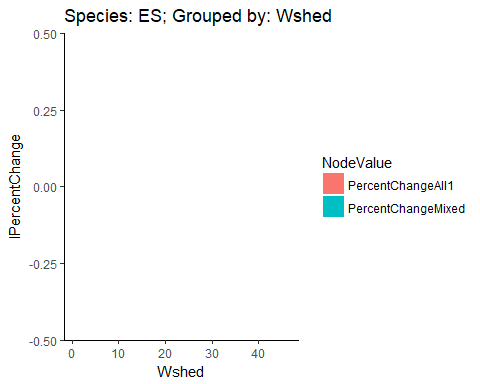 Species: ES; Grouped by: Wshed
0.50
0.25
0.00
-0.25
-0.50
lPercentChange
0
10
20
30
40
Wshed
NodeValue
PercentChangeAll1
PercentChangeMixed